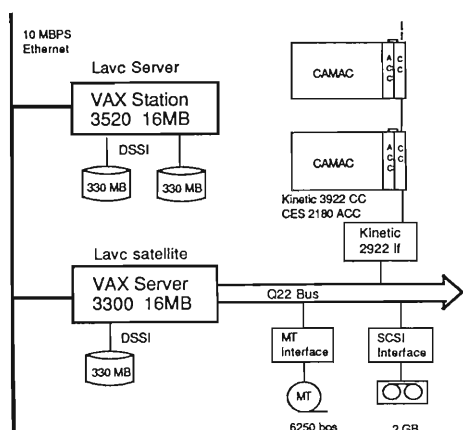 10 MBPS
Ethernet
Lavc Server
VAX Station
3520 16MB
DSSI
330 MB
330 MB
CAMAC
A C C
C C
CAMAC
A C C
C C
Kinetic 3922 CC
CES 2180 ACC
Kinetic
2922 If
Lavc satellite
VAX Server
3300 16MB
Q22 Bus
DSSI
330 MB
MT
Interface
SCSI
Interface
MT
6250 bps
2 GB